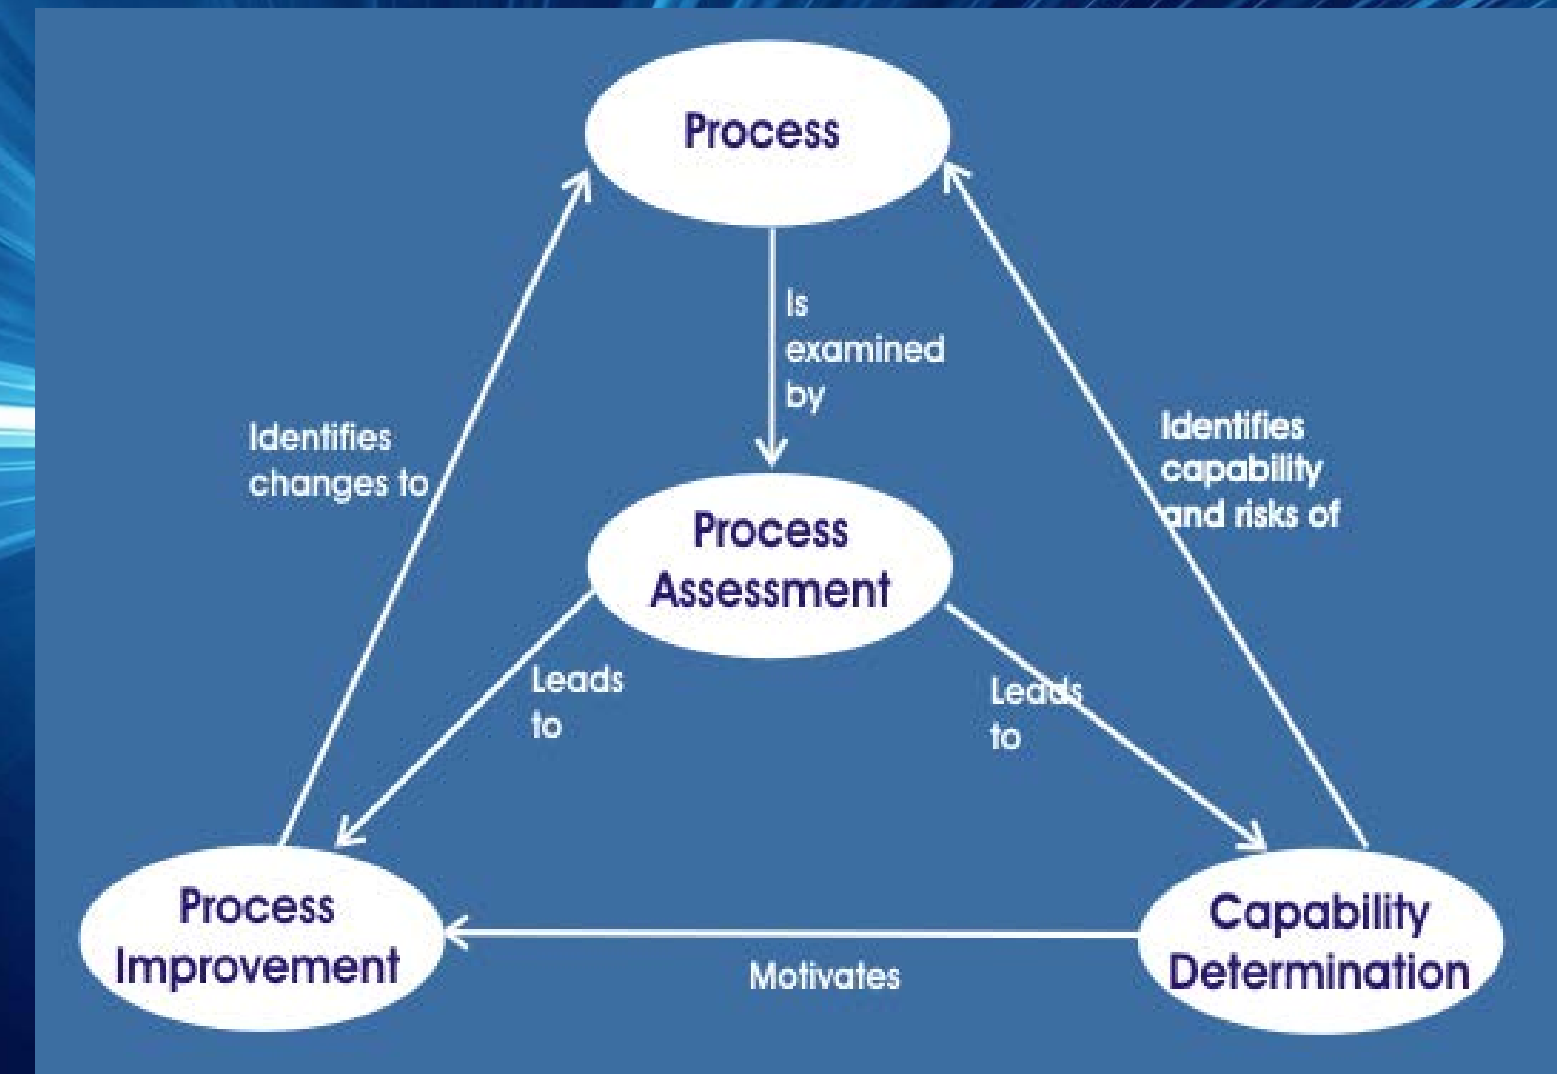 Process
Is
examined
by
Identifies
changes to
Identifies
capability
and risks of
Process
Assessment
Leads
to
Leads
to
Process
Improvement
Capability
Determination
Motivates